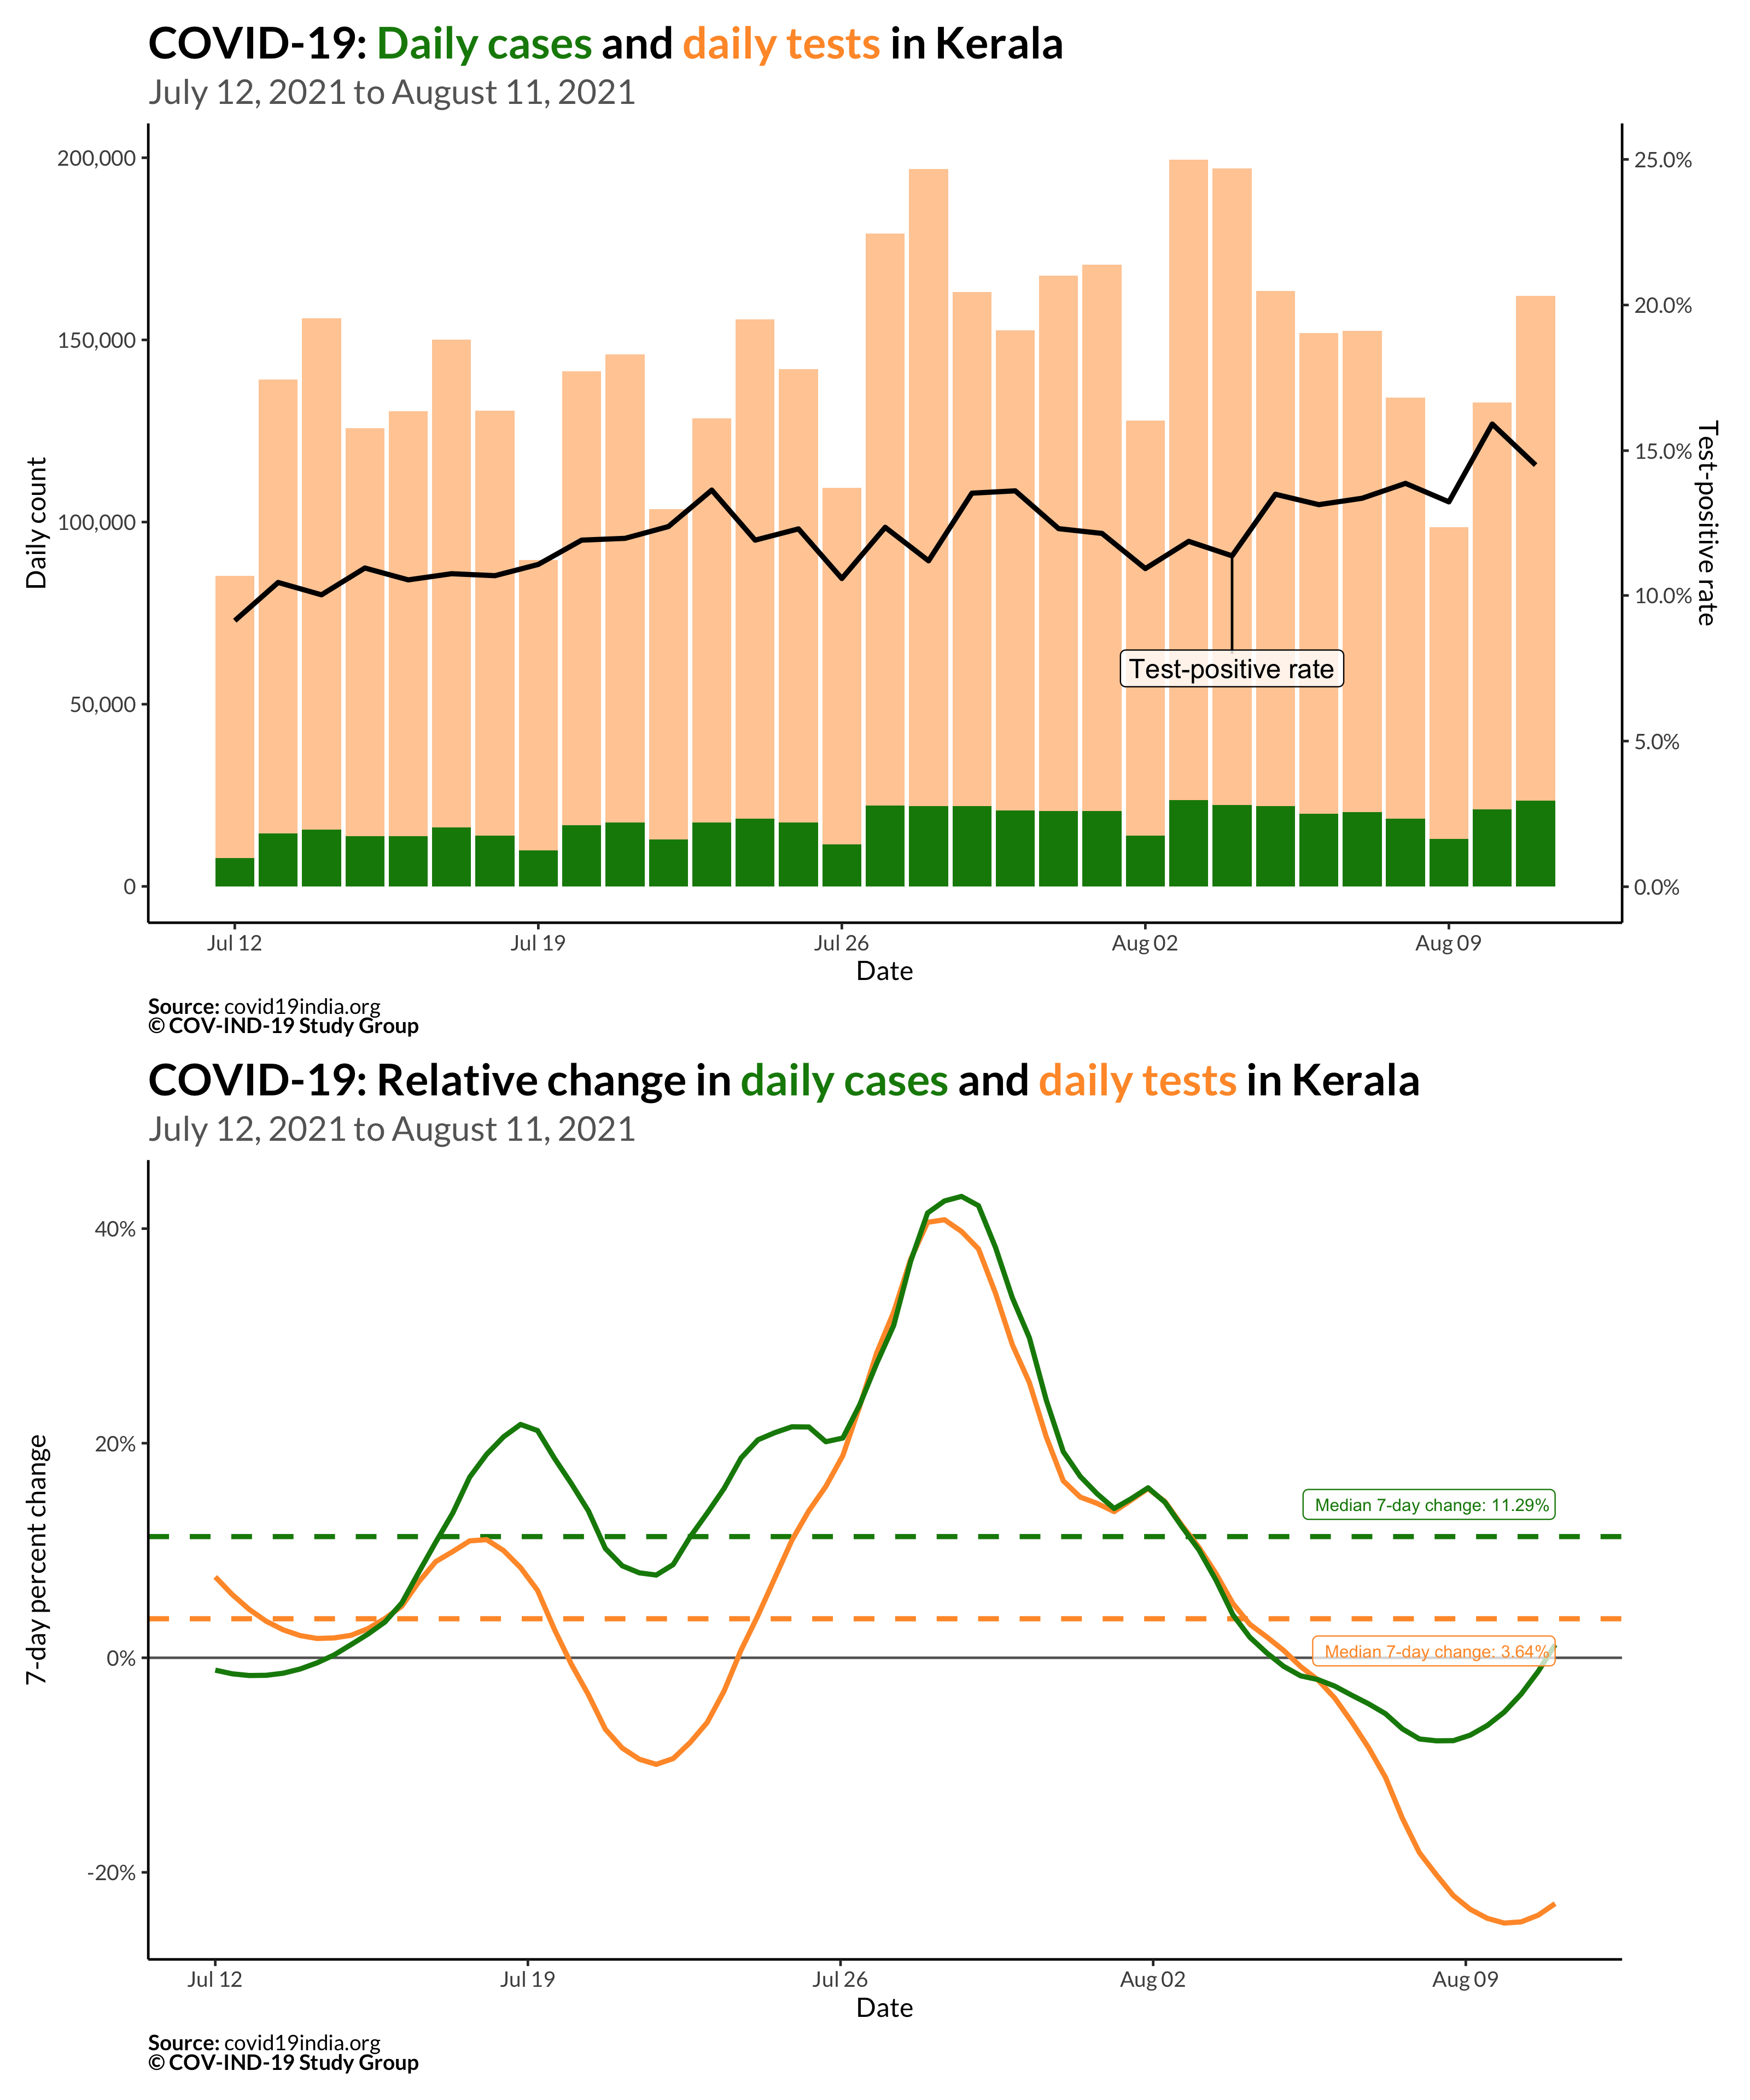 COVID-19: Daily cases and daily tests in Kerala
July 12, 2021 to August 11, 2021
200,000
150,000
100,000
50,000
0
Daily count
25.0%
20.0%
15.0%
10.0%
5.0%
0.0%
Test-positive rate
Test-positive rate
Jul 12
Jul 19
Jul 26
Aug 02
Aug 09
Date
Source: covid19india.org
© COV-IND-19 Study Group
COVID-19: Relative change in daily cases and daily tests in Kerala
July 12, 2021 to August 11, 2021
40%
20%
0%
-20%
7-day percent change
Median 7-day change: 11.29%
Median 7-day change: 3.64%
Jul 12
Jul 19
Jul 26
Aug 02
Aug 09
Date
Source: covid19india.org
© COV-IND-19 Study Group